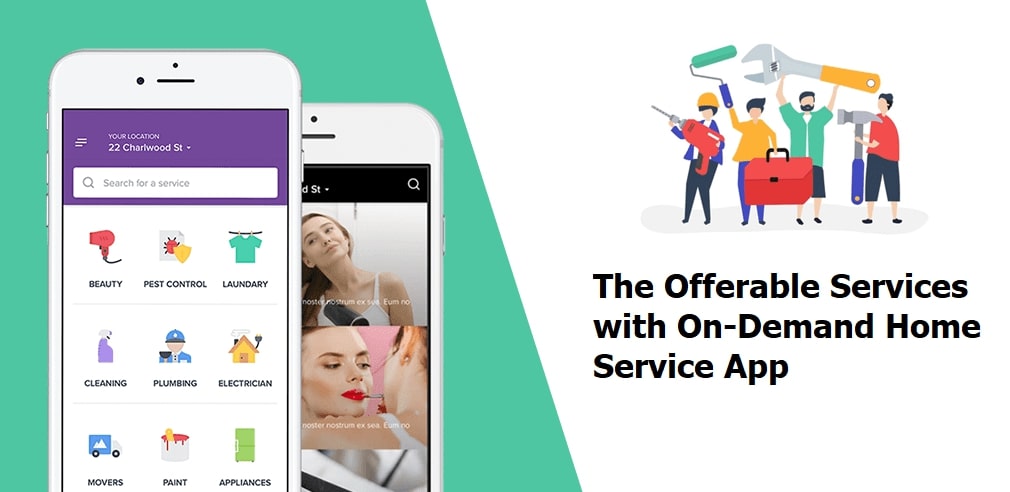 YOUR LOCATION
22 Charlwood St
Search for a service
BEAUTY
PEST CONTROL
LAUNDARY
CLEANING
PLUMBING
ELECTRICIAN
MOVERS
PAINT
APPLIANCES
d St
noster nostrum ex sea. Eum no
noster nostrum ex sea. Eum no
The Offerable Services
with On-Demand Home
Service App